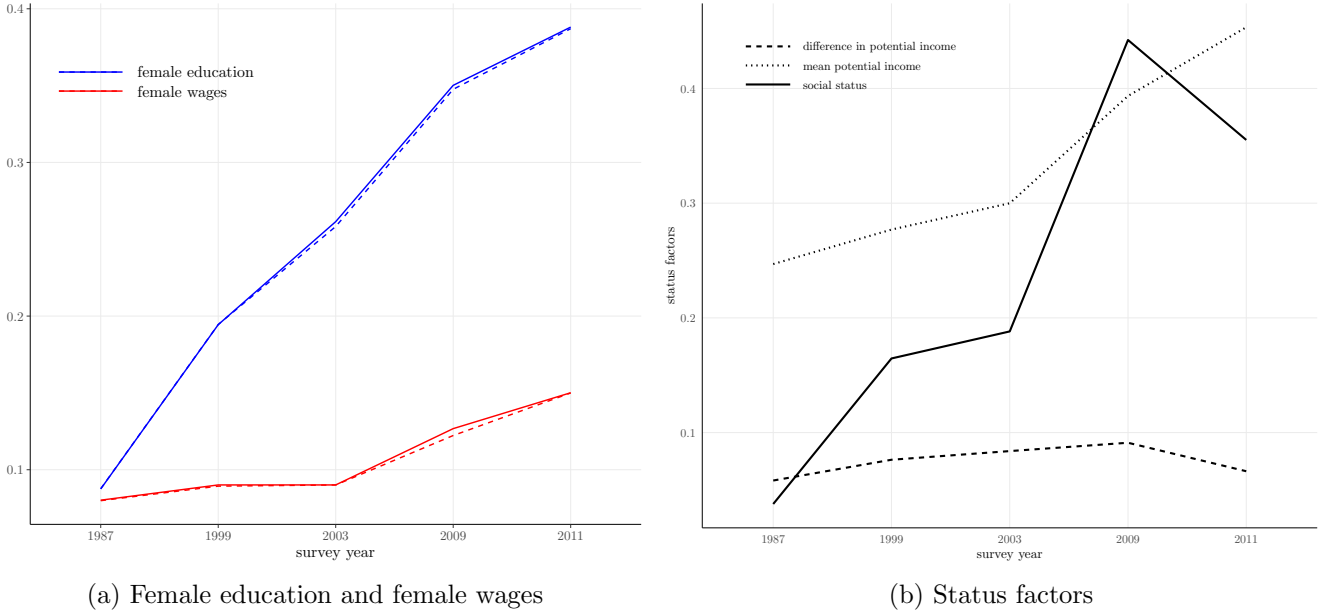 0.4
0.3
0.2
0.1
female education
female wages
1987 1999 2003 2009 2011
survey year
(a) Female education and female wages
status factors
0.4
0.3
0.2
0.1
difference in potential income
mean potential income
social status
1987 1999 2003 2009 2011
survey year
(b) Status factors